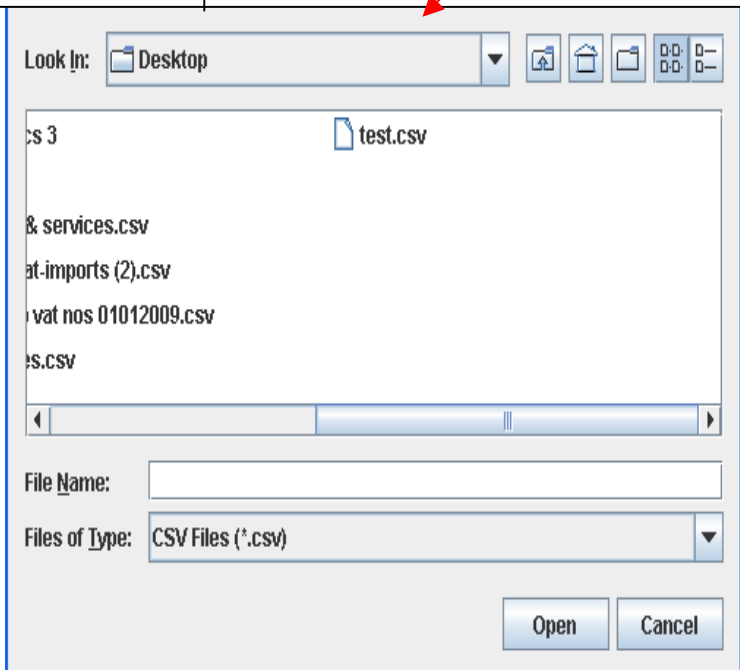 Look In: Desktop
cs 3 test.csv
& services.csv
at-imports (2).csv
vat nos 01012009.csv
es.csv
File Name:
Files of Type: CSV Files (*.csv)
Open Cancel